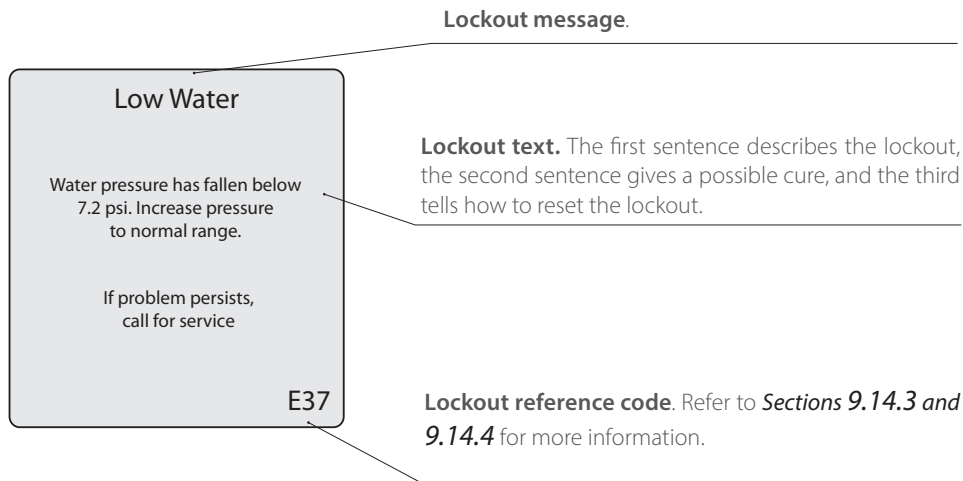 Lockout message.
Low Water
Water pressure has fallen below
7.2 psi. Increase pressure
to normal range.
If problem persists,
call for service
E37
Lockout text. The first sentence describes the lockout,
the second sentence gives a possible cure, and the third
tells how to reset the lockout.
Lockout reference code. Refer to Sections 9.14.3 and
9.14.4 for more information.